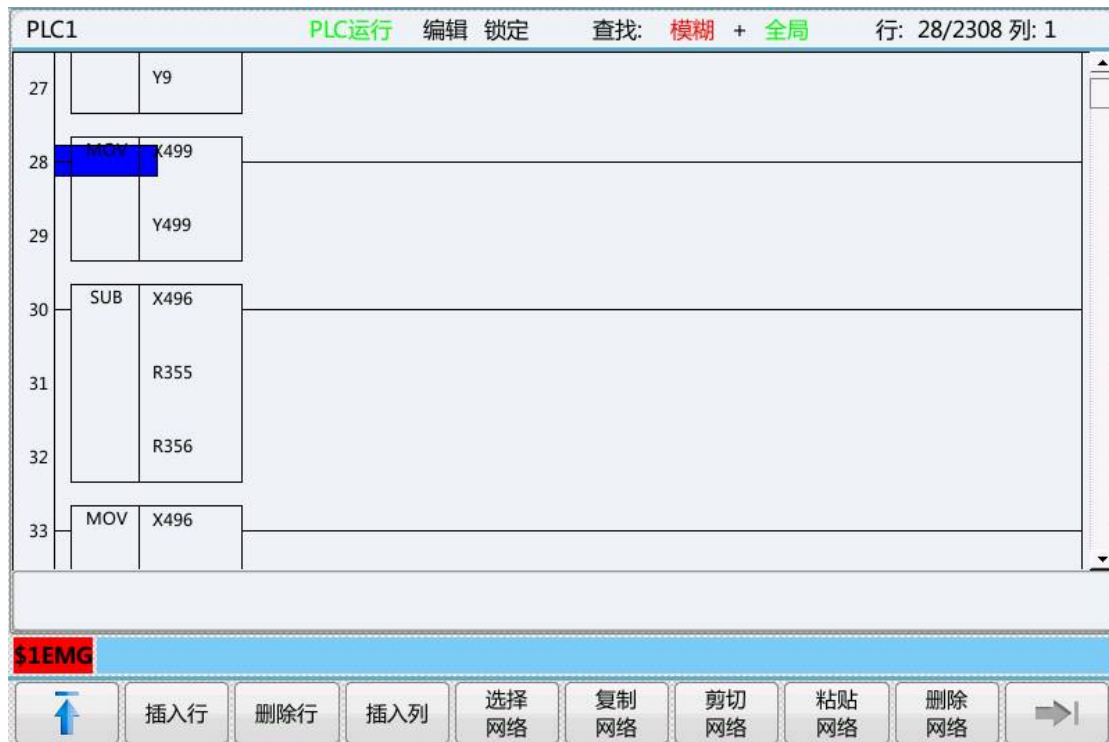 PLC1 PLC运行 编辑 锁定 查找: 模糊 + 全局 行: 28/2308 列: 1
27 Y9
28 MOV X499
29 Y499
30 SUB X496
31 R355
32 R356
33 MOV X496
$1EMG
插入行 删除行 插入列 选择网络 复制网络 剪切网络 粘贴网络 删除网络